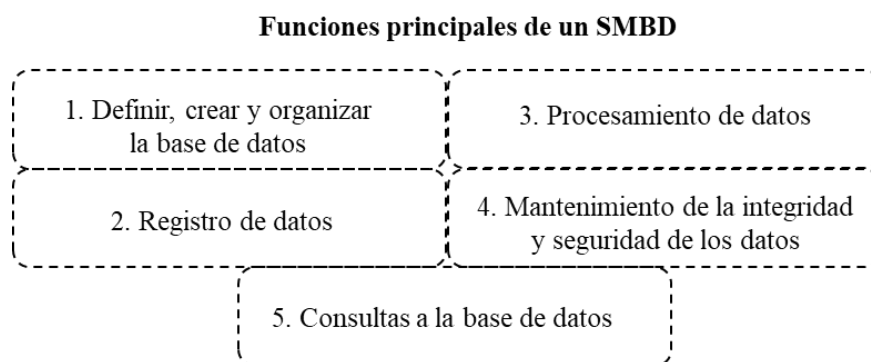 Funciones principales de un SMBD
1. Definir, crear y organizar
la base de datos
2. Registro de datos
3. Procesamiento de datos
4. Mantenimiento de la integridad
y seguridad de los datos
5. Consultas a la base de datos